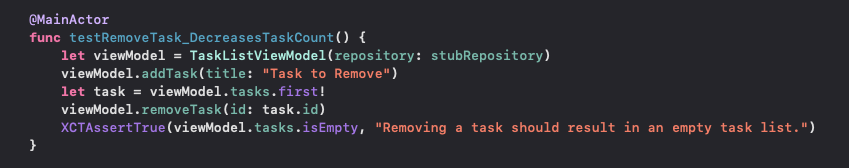 @MainActor
func testRemoveTask_DecreasesTaskCount() {
    let viewModel = TaskListViewModel(repository: stubRepository)
    viewModel.addTask(title: "Task to Remove")
    let task = viewModel.tasks.first!
    viewModel.removeTask(id: task.id)
    XCTAssertTrue(viewModel.tasks.isEmpty, "Removing a task should result in an empty task list.")
}